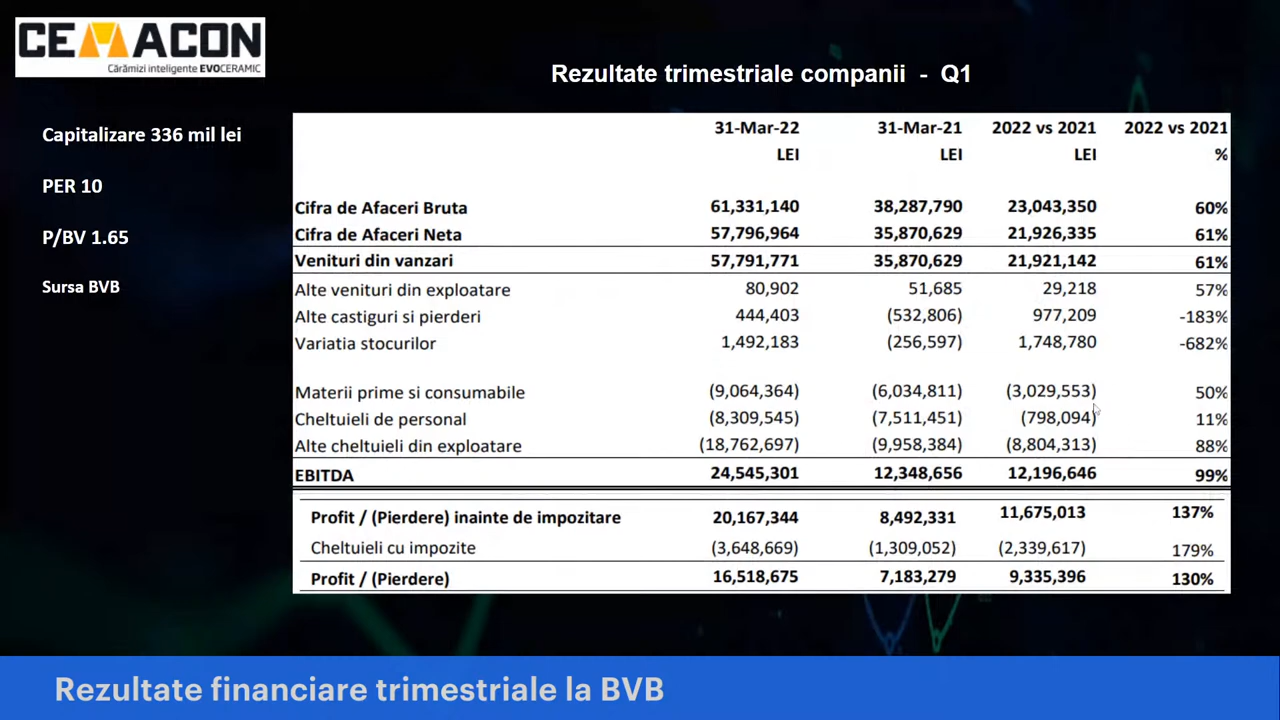 CEMACON
Cărămizi inteligente EVOCERAMIC
Rezultate trimestriale companii - Q1
Capitalizare 336 mil lei
PER 10
P/BV 1.65
Sursa BVB
31-Mar-22 31-Mar-21 2022 vs 2021 2022 vs 2021
LEI LEI LEI %
Cifra de Afaceri Bruta 61,331,140 38,287,790 23,043,350 60%
Cifra de Afaceri Neta 57,796,964 35,870,629 21,926,335 61%
Venituri din vanzari 57,791,771 35,870,629 21,921,142 61%
Alte venituri din exploatare 80,902 51,685 29,218 57%
Alte castiguri si pierderi 444,403 (532,806) 977,209 -183%
Variatia stocurilor 1,492,183 (256,597) 1,748,780 -682%
Materii prime si consumabile (9,064,364) (6,034,811) (3,029,553) 50%
Cheltuieli de personal (8,309,545) (7,511,451) (798,094) 11%
Alte cheltuieli din exploatare (18,762,697) (9,958,384) (8,804,313) 88%
EBITDA 24,545,301 12,348,656 12,196,646 99%
Profit / (Pierdere) inainte de impozitare 20,167,344 8,492,331 11,675,013 137%
Cheltuieli cu impozite (3,648,669) (1,309,052) (2,339,617) 179%
Profit / (Pierdere) 16,518,675 7,183,279 9,335,396 130%
Rezultate financiare trimestriale la BVB